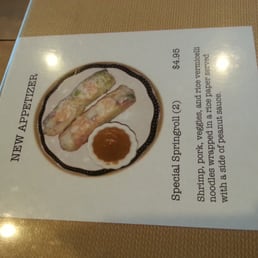 NEW APPETIZER
Special Springroll (2) $4.95
Shrimp, pork, veggies, and rice vermicelli
noodles wrapped in a rice paper served
with a side of peanut sauce.